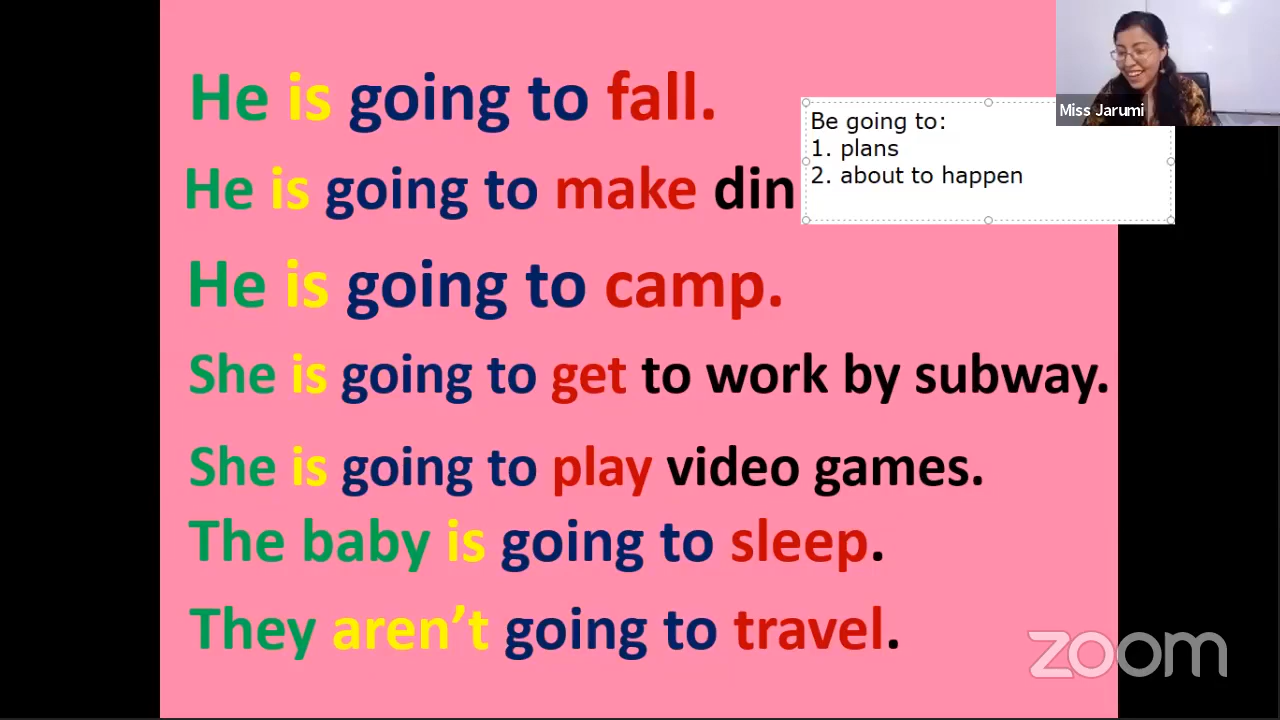 He is going to fall.
Miss Jarumi
Be going to:
1. plans
2. about to happen
He is going to make din
He is going to camp.
She is going to get to work by subway.
She is going to play video games.
The baby is going to sleep.
They aren't going to travel.
zoom